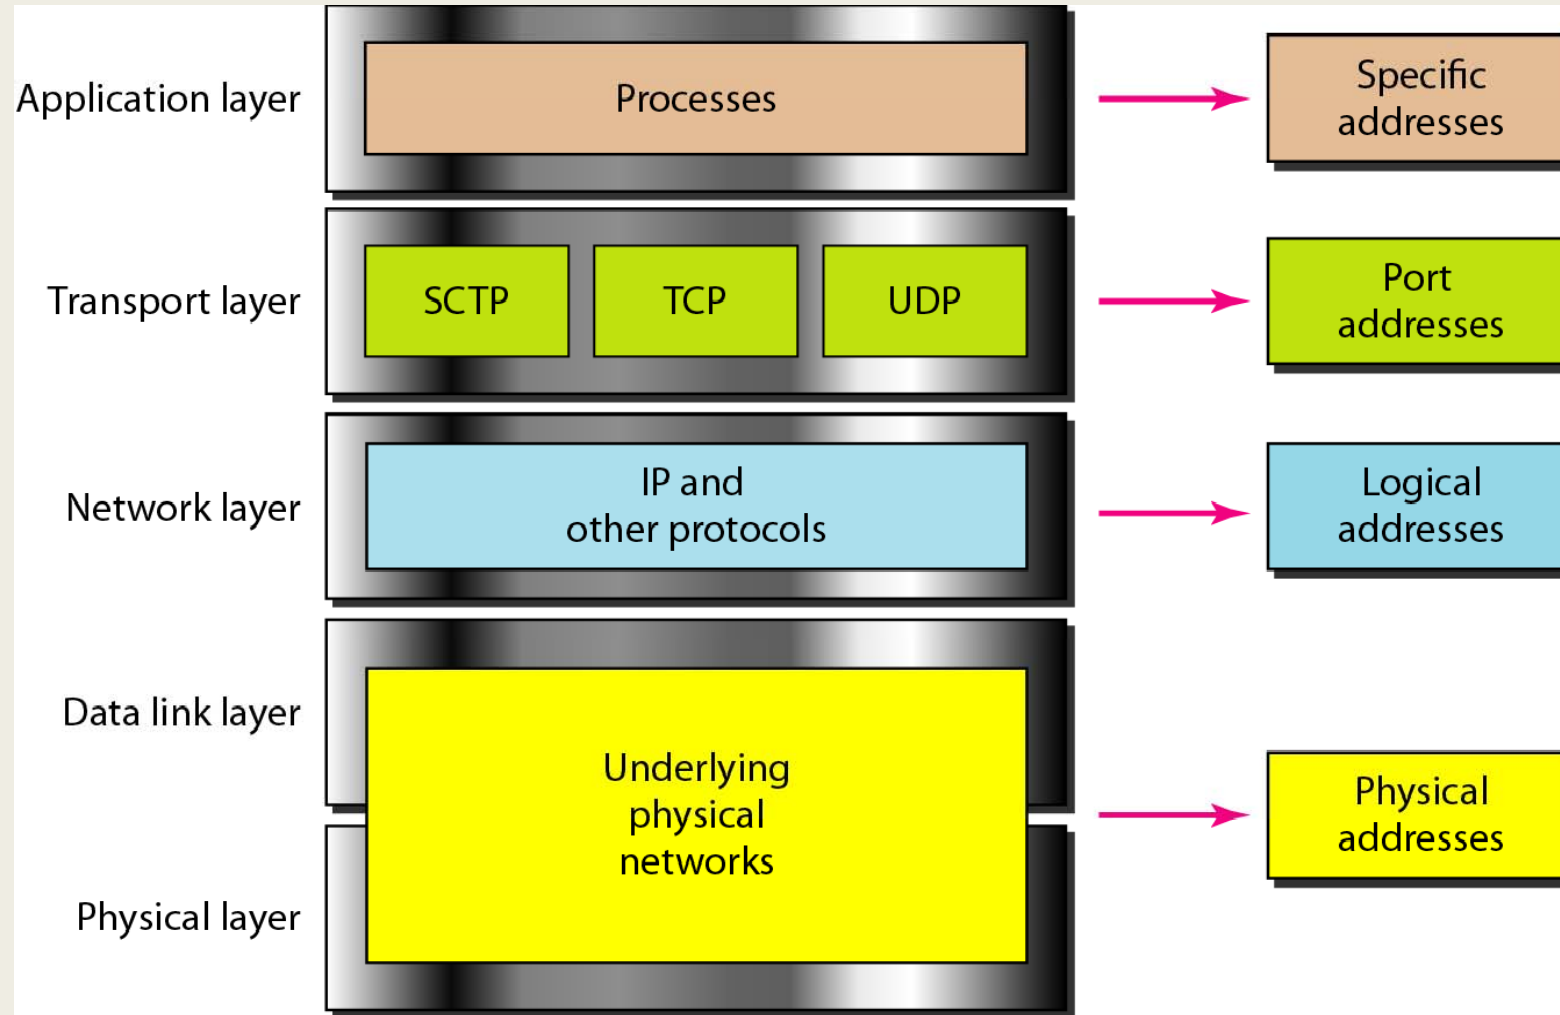 Application layer
Processes
Specific
addresses
Transport layer
SCTP
TCP
UDP
Port
addresses
Network layer
IP and
other protocols
Logical
addresses
Data link layer
Underlying
physical
networks
Physical
addresses
Physical layer